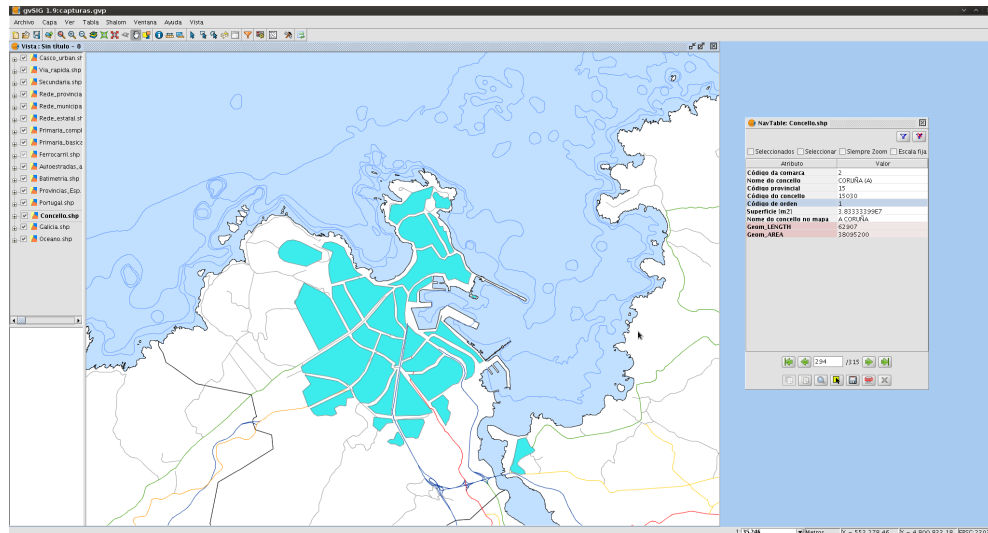 gvSIG 1.9:capturas.gvp
Archivo Capa Ver Tabla Shalom Ventana Ayuda Vista
Vista : Sin título - 0
Casco_urban.sh
Via_rapida.shp
Secundaria.shp
Rede_provincia
Rede_municipa
Rede_estatal.sh
Primaria_compl
Primaria_basica
Ferrocarril.shp
Autoestradas_a
Batimetria.shp
Provincias_Esp.
Portugal.shp
Concello.shp
Galicia.shp
Oceano.shp
NavTable: Concello.shp
Seleccionados Seleccionar Siempre Zoom Escala fija
Atributo Valor
Código da comarca 2
Nome do concello CORUÑA (A)
Código provincial 15
Código do concello 15030
Código de orden 1
Superficie (m2) 3.83333399E7
Nome do concello no mapa A CORUÑA
Geom_LENGTH 62907
Geom_AREA 38095200
294 /315
Metros